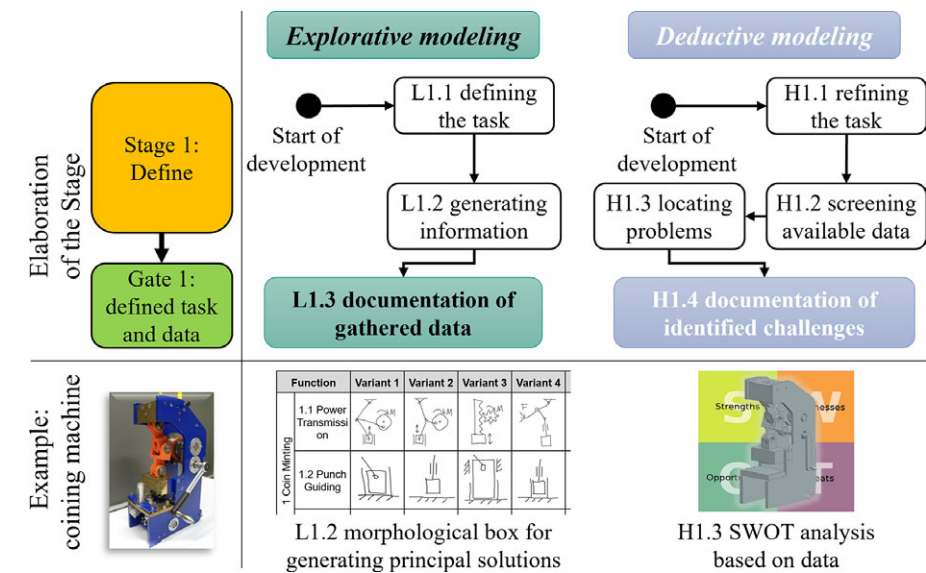 Explorative modeling
Deductive modeling
Elaboration
of the Stage
Stage 1:
Define
Gate 1:
defined task
and data
Start of
development
L1.1 defining
the task
L1.2 generating
information
L1.3 documentation of
gathered data
Start of
development
H1.1 refining
the task
H1.3 locating
problems
H1.2 screening
available data
H1.4 documentation of
identified challenges
Example:
coining machine
Function
Variant 1
Variant 2
Variant 3
Variant 4
1 Coin Minting
1.1 Power
Transmissi
on
M
M
M
F
1.2 Punch
Guiding
L1.2 morphological box for
generating principal solutions
S W
Strengths
nesses
O T
Opport
eats
H1.3 SWOT analysis
based on data